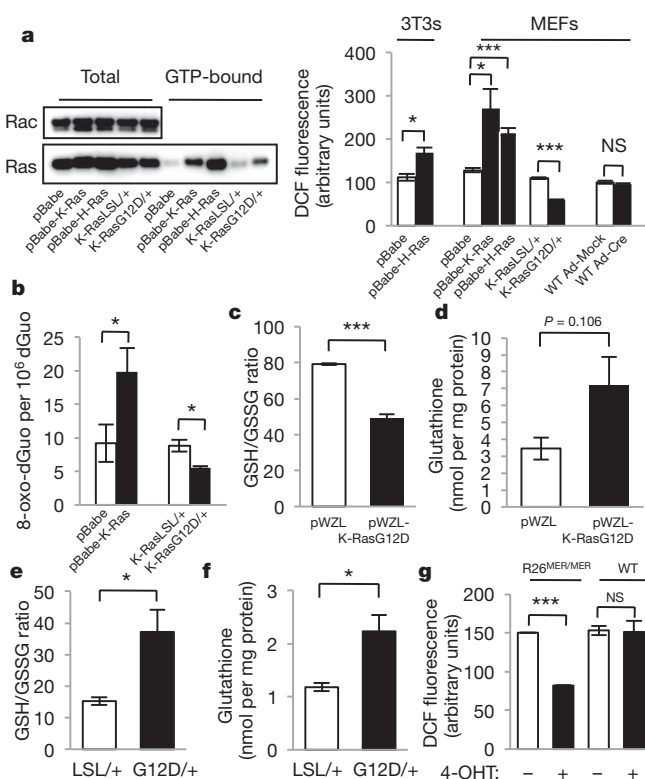 a
Total
GTP-bound
Rac
Ras
pBabe
pBabe-K-Ras
pBabe-H-Ras
K-RasLSL/+
K-RasG12D/+
pBabe
pBabe-K-Ras
pBabe-H-Ras
K-RasLSL/+
K-RasG12D/+
3T3s
MEFs
DCF fluorescence
(arbitrary units)
400
300
200
100
0
*
***
*
***
NS
pBabe
pBabe-H-Ras
pBabe
pBabe-K-Ras
pBabe-H-Ras
K-RasLSL/+
K-RasG12D/+
WT Ad-Mock
WT Ad-Cre
b
8-oxo-dGuo per 10⁶ dGuo
25
20
15
10
5
0
*
*
pBabe
pBabe-K-Ras
K-RasLSL/+
K-RasG12D/+
c
GSH/GSSG ratio
100
80
60
40
20
0
***
pWZL
pWZL-
K-RasG12D
d
Glutathione
(nmol per mg protein)
10
9
8
7
6
5
4
3
2
1
0
P = 0.106
pWZL
pWZL-
K-RasG12D
e
GSH/GSSG ratio
50
40
30
20
10
0
*
LSL/+
G12D/+
f
Glutathione
(nmol per mg protein)
3
2
1
0
*
LSL/+
G12D/+
g
R26MER/MER
WT
DCF fluorescence
(arbitrary units)
200
150
100
50
0
***
NS
4-OHT: – + – +